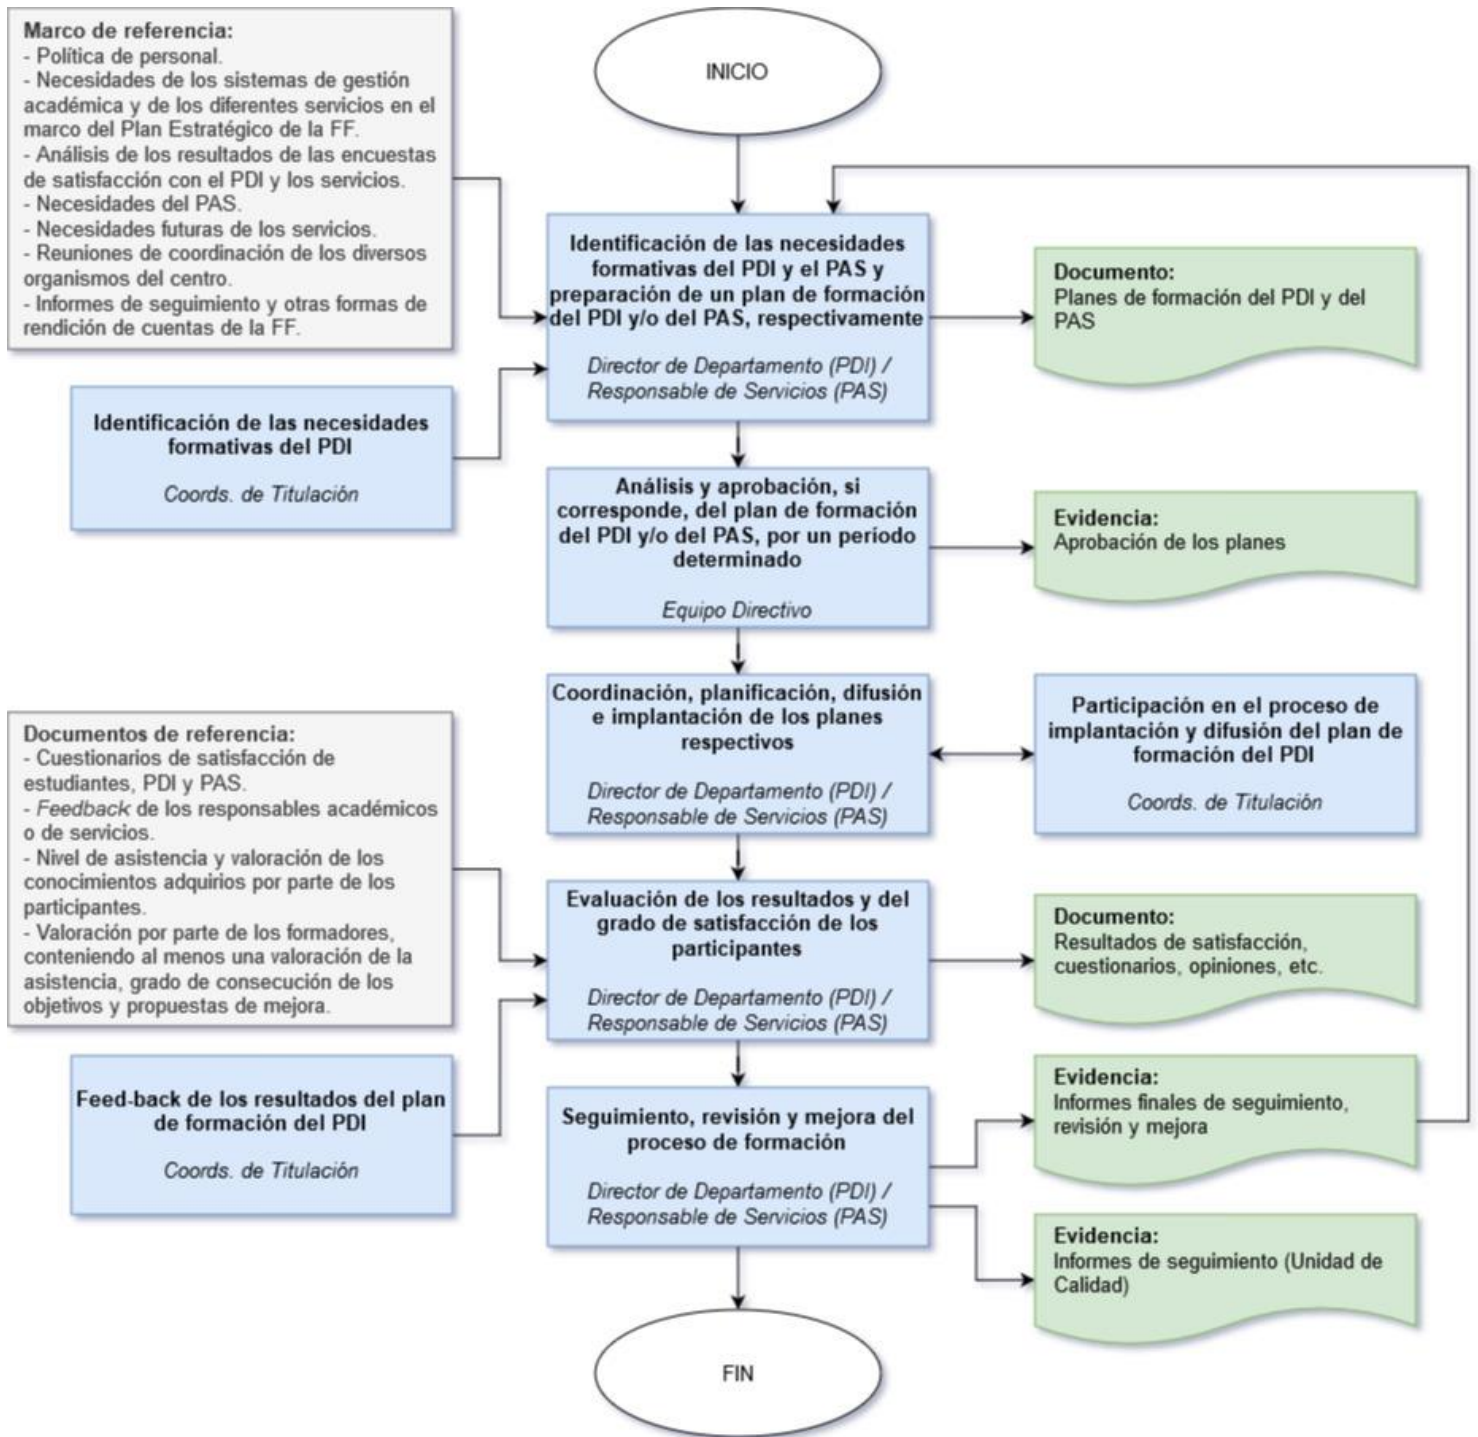 Marco de referencia:
- Política de personal.
- Necesidades de los sistemas de gestión
académica y de los diferentes servicios en el
marco del Plan Estratégico de la FF.
- Análisis de los resultados de las encuestas
de satisfacción con el PDI y los servicios.
- Necesidades del PAS.
- Necesidades futuras de los servicios.
- Reuniones de coordinación de los diversos
organismos del centro.
- Informes de seguimiento y otras formas de
rendición de cuentas de la FF.
INICIO
Identificación de las necesidades
formativas del PDI y el PAS y
preparación de un plan de formación
del PDI y/o del PAS, respectivamente
Director de Departamento (PDI) /
Responsable de Servicios (PAS)
Documento:
Planes de formación del PDI y del
PAS
Identificación de las necesidades
formativas del PDI
Coords. de Titulación
Análisis y aprobación, si
corresponde, del plan de formación
del PDI y/o del PAS, por un período
determinado
Equipo Directivo
Evidencia:
Aprobación de los planes
Coordinación, planificación, difusión
e implantación de los planes
respectivos
Director de Departamento (PDI) /
Responsable de Servicios (PAS)
Participación en el proceso de
implantación y difusión del plan de
formación del PDI
Coords. de Titulación
Documentos de referencia:
- Cuestionarios de satisfacción de
estudiantes, PDI y PAS.
- Feedback de los responsables académicos
o de servicios.
- Nivel de asistencia y valoración de los
conocimientos adquirios por parte de los
participantes.
- Valoración por parte de los formadores,
conteniendo al menos una valoración de la
asistencia, grado de consecución de los
objetivos y propuestas de mejora.
Evaluación de los resultados y del
grado de satisfacción de los
participantes
Director de Departamento (PDI) /
Responsable de Servicios (PAS)
Documento:
Resultados de satisfacción,
cuestionarios, opiniones, etc.
Feed-back de los resultados del plan
de formación del PDI
Coords. de Titulación
Seguimiento, revisión y mejora del
proceso de formación
Director de Departamento (PDI) /
Responsable de Servicios (PAS)
Evidencia:
Informes finales de seguimiento,
revisión y mejora
Evidencia:
Informes de seguimiento (Unidad de
Calidad)
FIN